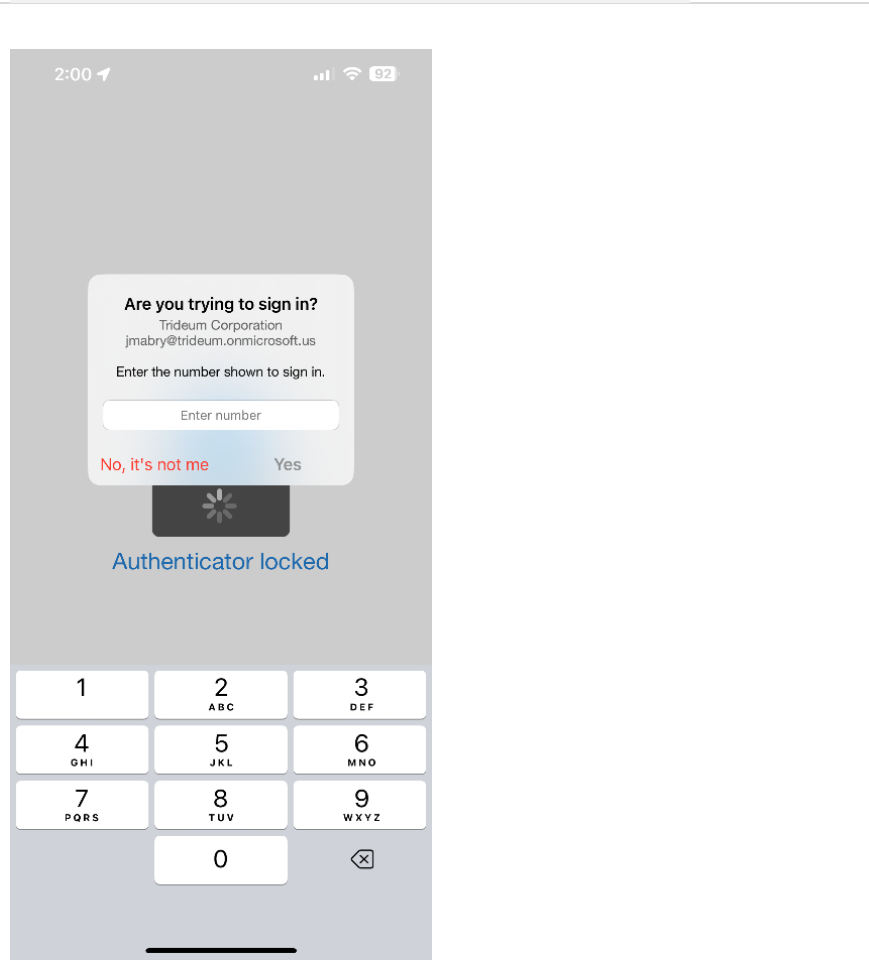 2:00
92
Are you trying to sign in?
Trideum Corporation
jmabry@trideum.onmicrosoft.us
Enter the number shown to sign in.
Enter number
No, it's not me Yes
Authenticator locked
1 2 3
ABC DEF
4 5 6
GHI JKL MNO
7 8 9
PQRS TUV WXYZ
0